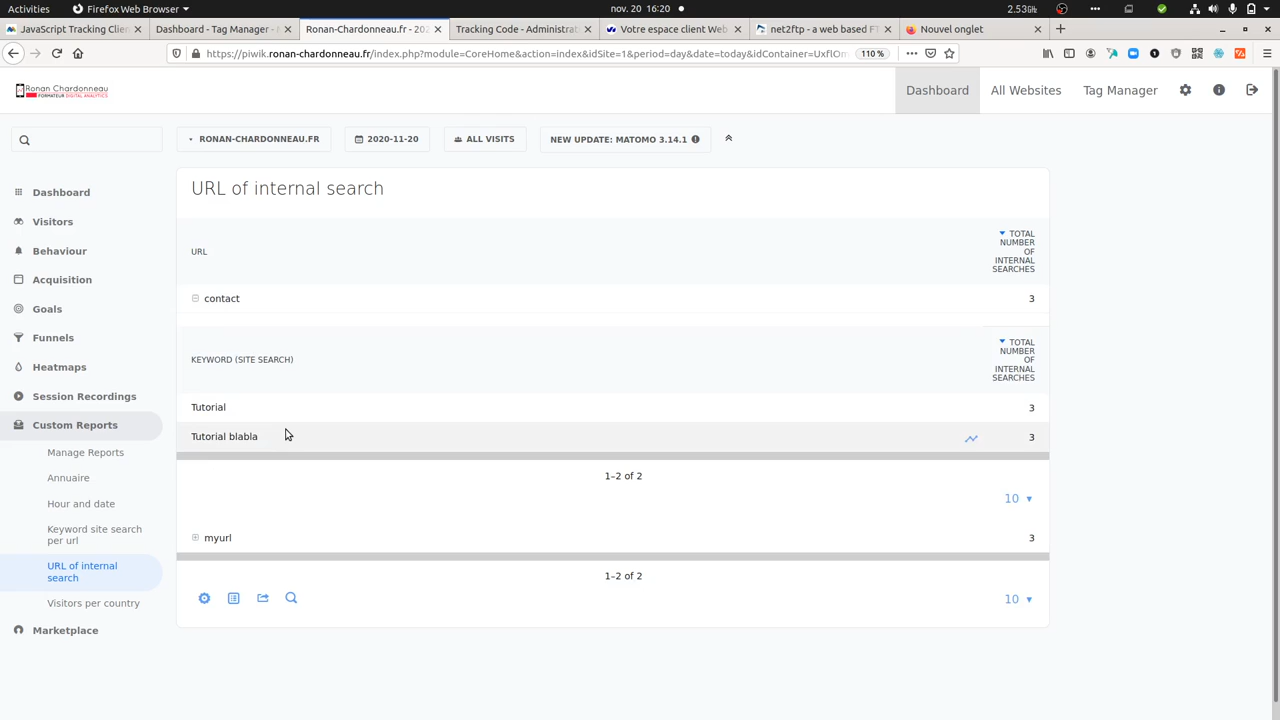 Activities Firefox Web Browser nov. 20 16:20 2.53kB
JavaScript Tracking Clie Dashboard - Tag Manager - Ronan-Chardonneau.fr - 202 Tracking Code - Administrat Votre espace client Web net2ftp - a web based FT Nouvel onglet
https://piwik.ronan-chardonneau.fr/index.php?module=CoreHome&action=index&idSite=1&period=day&date=today&idContainer=UxfIOm 110 %
Ronan Chardonneau
FORMATEUR DIGITAL ANALYTICS
Dashboard All Websites Tag Manager
RONAN-CHARDONNEAU.FR 2020-11-20 ALL VISITS NEW UPDATE: MATOMO 3.14.1
Dashboard
Visitors
Behaviour
Acquisition
Goals
Funnels
Heatmaps
Session Recordings
Custom Reports
Manage Reports
Annuaire
Hour and date
Keyword site search
per url
URL of internal
search
Visitors per country
Marketplace
URL of internal search
URL
TOTAL
NUMBER
OF
INTERNAL
SEARCHES
contact 3
KEYWORD (SITE SEARCH)
TOTAL
NUMBER
OF
INTERNAL
SEARCHES
Tutorial 3
Tutorial blabla 3
1–2 of 2
10
myurl 3
1–2 of 2
10